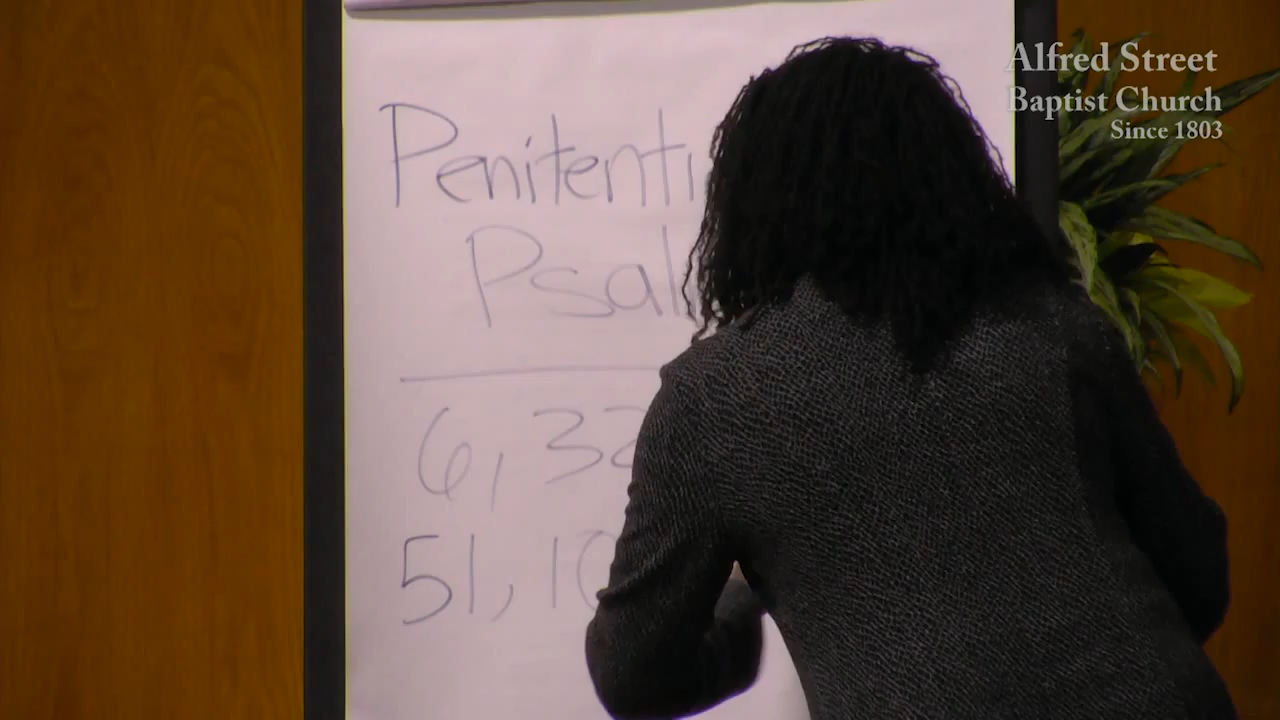 Alfred Street
Baptist Church
Since 1803
Penitenti
Psal
6, 32
51, 10